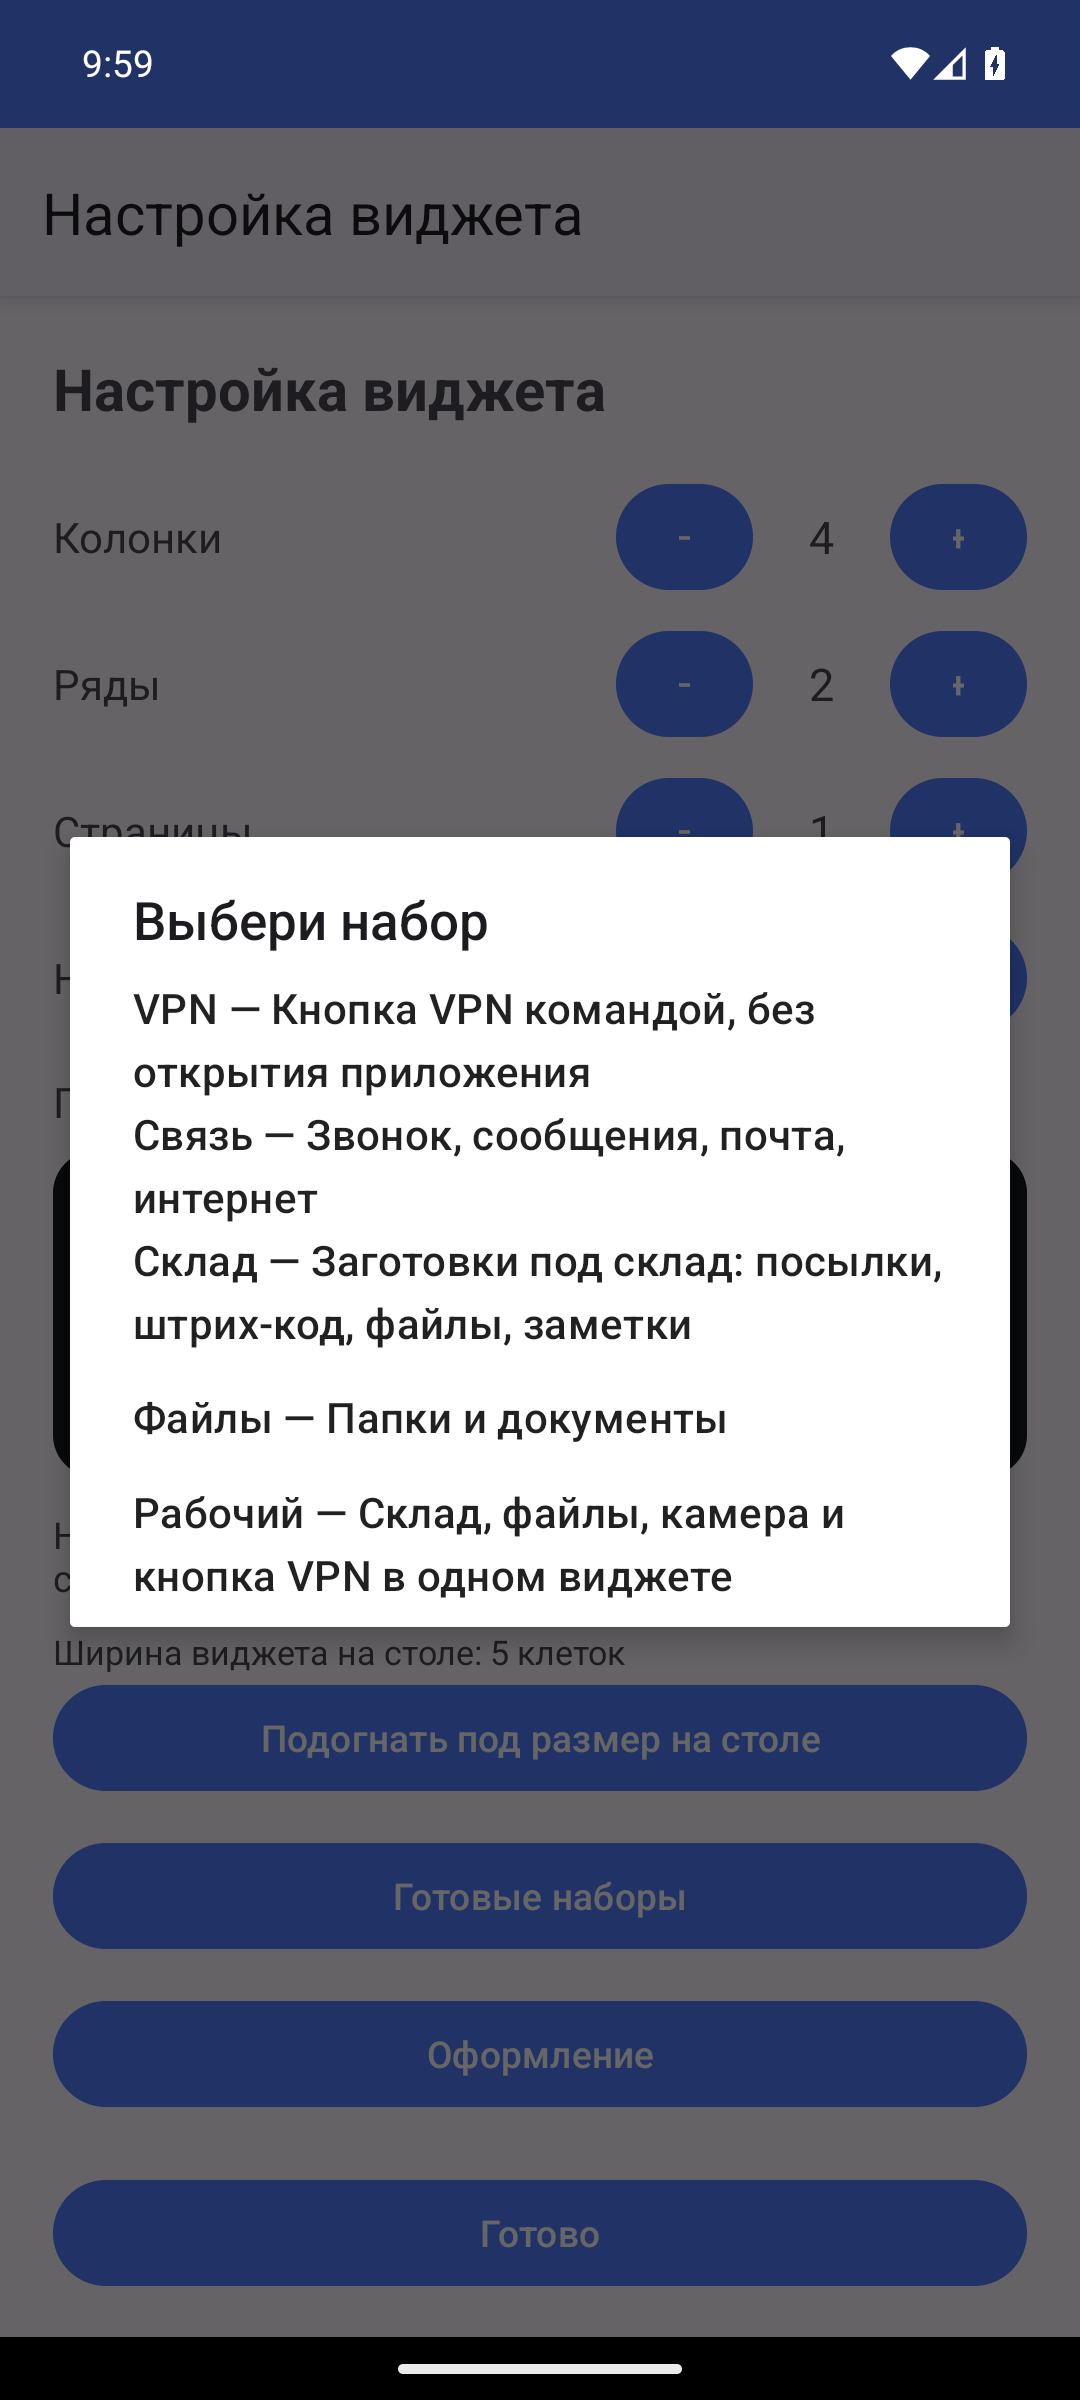 9:59
Настройка виджета
Настройка виджета
Колонки - 4 +
Ряды - 2 +
Страницы - 1 +
Выбери набор
VPN — Кнопка VPN командой, без
открытия приложения
Связь — Звонок, сообщения, почта,
интернет
Склад — Заготовки под склад: посылки,
штрих-код, файлы, заметки
Файлы — Папки и документы
Рабочий — Склад, файлы, камера и
кнопка VPN в одном виджете
Ширина виджета на столе: 5 клеток
Подогнать под размер на столе
Готовые наборы
Оформление
Готово